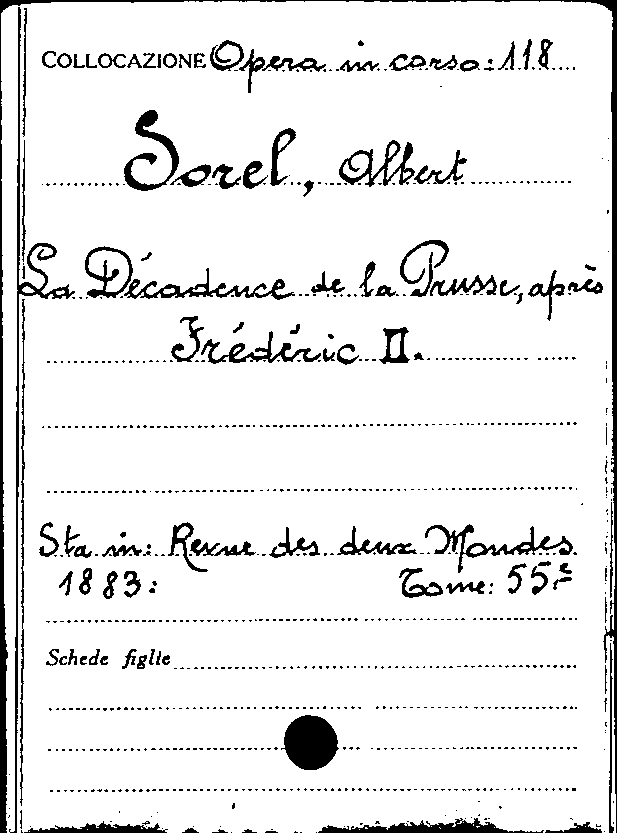 COLLOCAZIONE Opera in corso: 118
Sorel, Albert
La Décadence de la Prusse, après
Frédéric II.
Sta in: Revue des deux Mondes
1883: Tome: 55e
Schede figlie